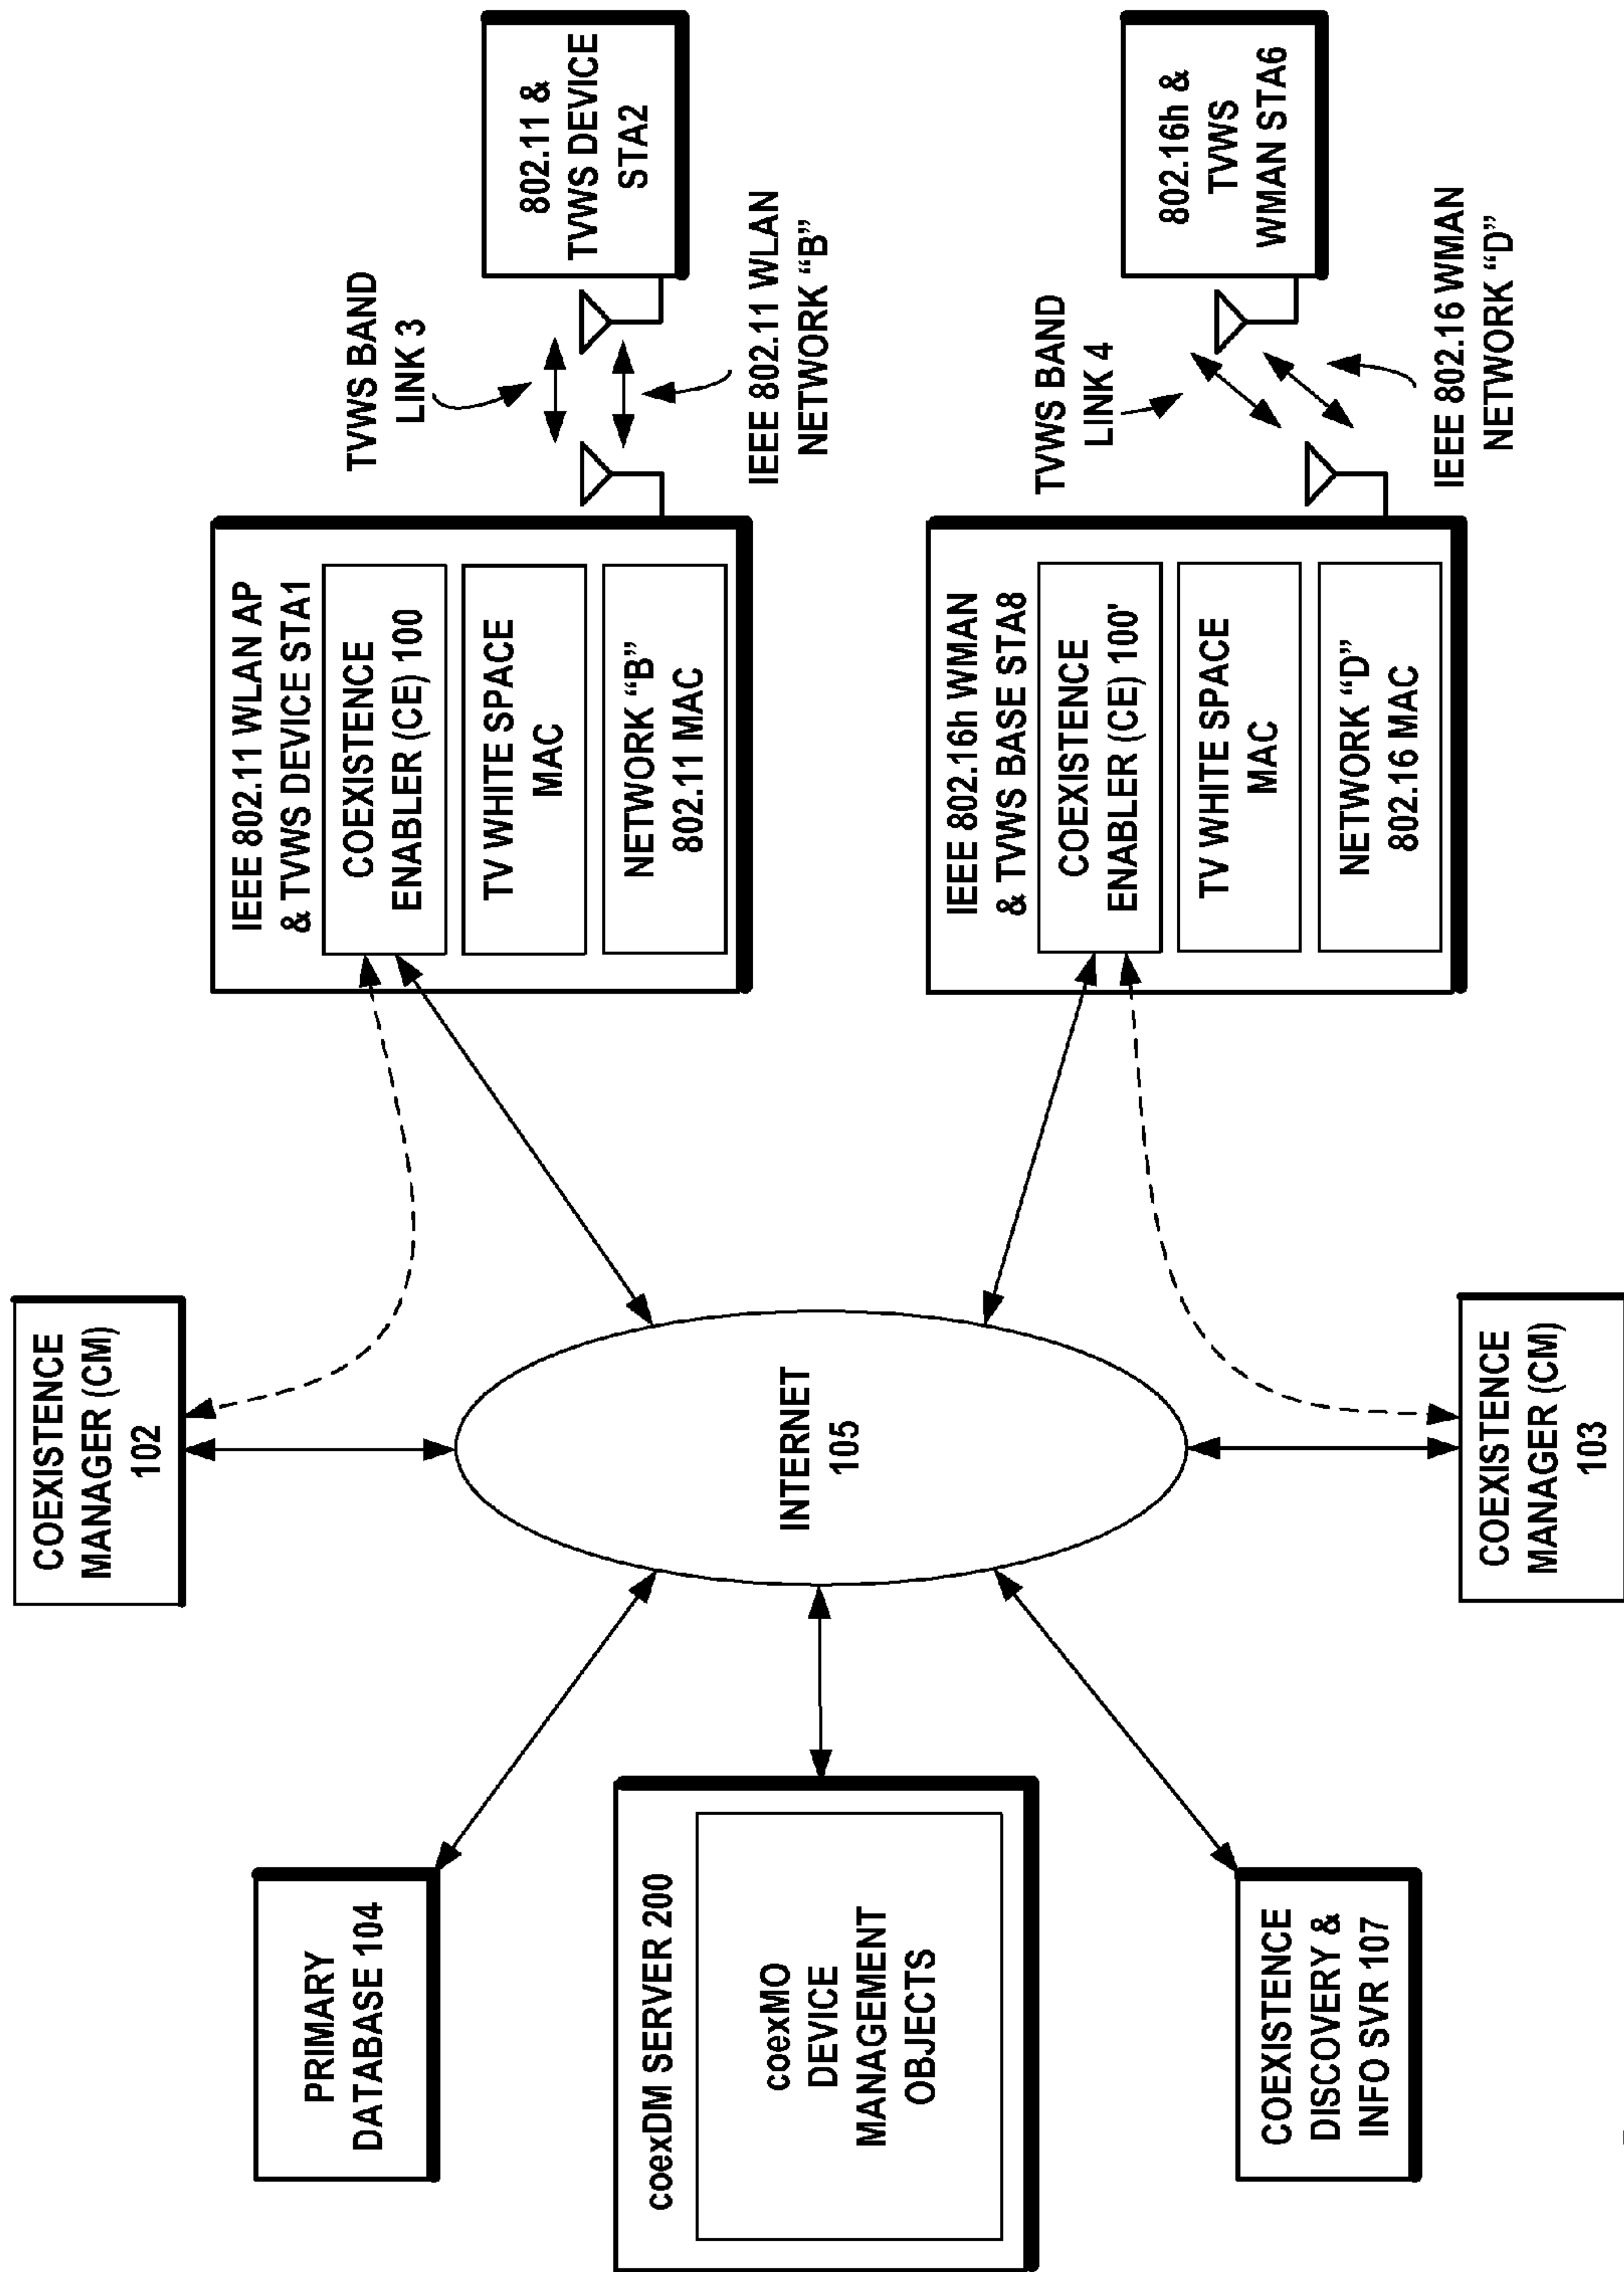 COEXISTENCE
MANAGER (CM)
102
PRIMARY
DATABASE 104
coexDM SERVER 200
coexMO
DEVICE
MANAGEMENT
OBJECTS
COEXISTENCE
DISCOVERY &
INFO SVR 107
INTERNET
105
COEXISTENCE
MANAGER (CM)
103
IEEE 802.11 WLAN AP
& TVWS DEVICE STA1
COEXISTENCE
ENABLER (CE) 100
TV WHITE SPACE
MAC
NETWORK “B”
802.11 MAC
TVWS BAND
LINK 3
IEEE 802.11 WLAN
NETWORK “B”
802.11 &
TVWS DEVICE
STA2
IEEE 802.16h WMAN
& TVWS BASE STA8
COEXISTENCE
ENABLER (CE) 100'
TV WHITE SPACE
MAC
NETWORK “D”
802.16 MAC
TVWS BAND
LINK 4
IEEE 802.16 WMAN
NETWORK “D”
802.16h &
TVWS
WMAN STA6